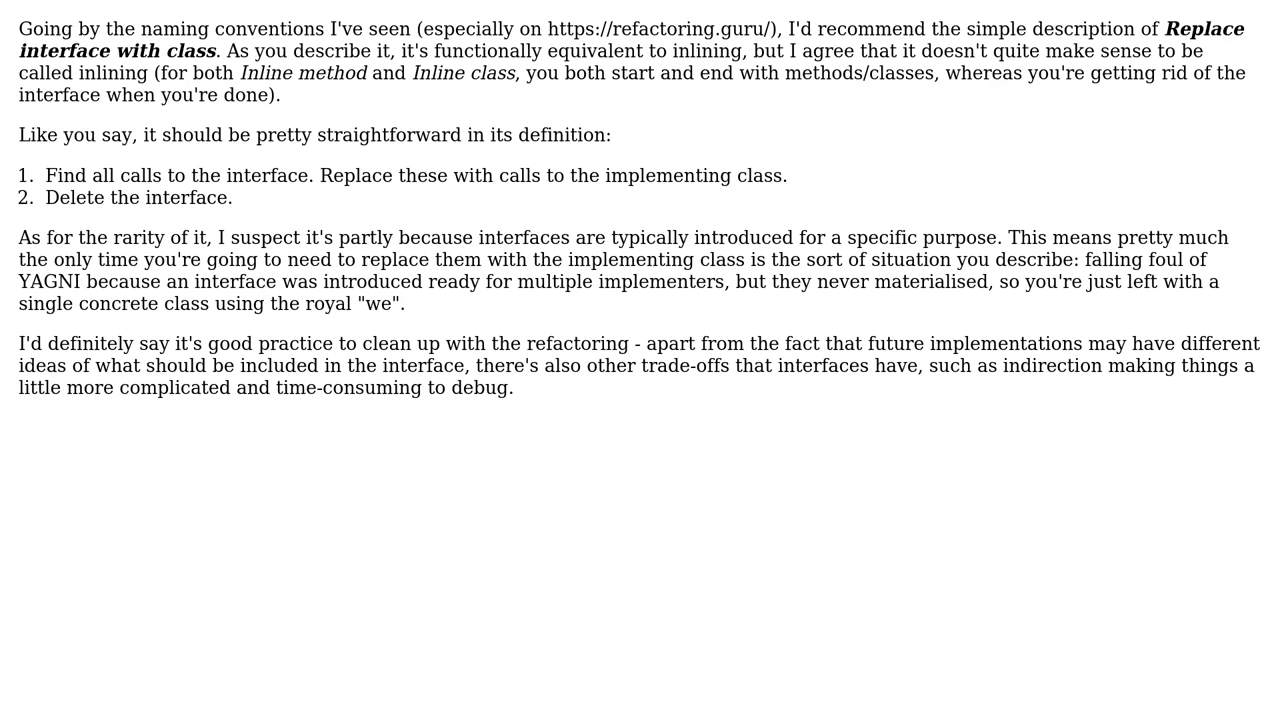 Going by the naming conventions I've seen (especially on https://refactoring.guru/), I'd recommend the simple description of Replace
interface with class. As you describe it, it's functionally equivalent to inlining, but I agree that it doesn't quite make sense to be
called inlining (for both Inline method and Inline class, you both start and end with methods/classes, whereas you're getting rid of the
interface when you're done).
Like you say, it should be pretty straightforward in its definition:
1. Find all calls to the interface. Replace these with calls to the implementing class.
2. Delete the interface.
As for the rarity of it, I suspect it's partly because interfaces are typically introduced for a specific purpose. This means pretty much
the only time you're going to need to replace them with the implementing class is the sort of situation you describe: falling foul of
YAGNI because an interface was introduced ready for multiple implementers, but they never materialised, so you're just left with a
single concrete class using the royal "we".
I'd definitely say it's good practice to clean up with the refactoring - apart from the fact that future implementations may have different
ideas of what should be included in the interface, there's also other trade-offs that interfaces have, such as indirection making things a
little more complicated and time-consuming to debug.